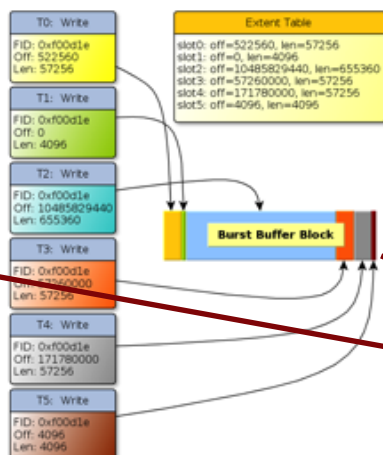 T0: Write
FID: 0xf00d1e
Off: 522560
Len: 57256
T1: Write
FID: 0xf00d1e
Off: 0
Len: 4096
T2: Write
FID: 0xf00d1e
Off: 10485829440
Len: 655360
T3: Write
FID: 0xf00d1e
Off: 57260000
Len: 57256
T4: Write
FID: 0xf00d1e
Off: 171780000
Len: 57256
T5: Write
FID: 0xf00d1e
Off: 4096
Len: 4096
Extent Table
slot0: off=522560, len=57256
slot1: off=0, len=4096
slot2: off=10485829440, len=655360
slot3: off=57260000, len=57256
slot4: off=171780000, len=57256
slot5: off=4096, len=4096
Burst Buffer Block